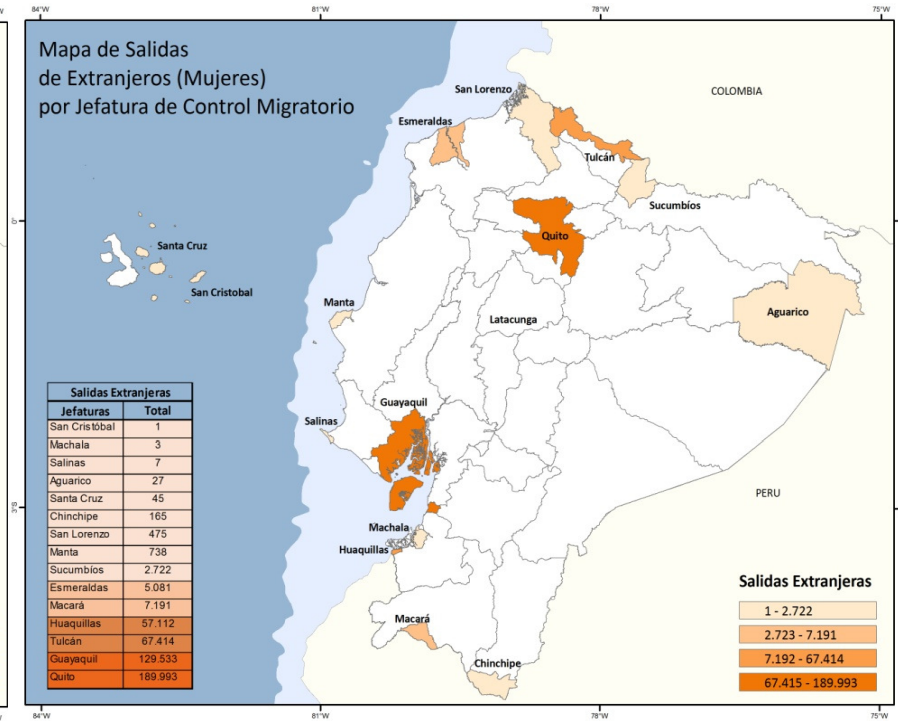 84°W 81°W 78°W 75°W
Mapa de Salidas
de Extranjeros (Mujeres)
por Jefatura de Control Migratorio
San Lorenzo
COLOMBIA
Esmeraldas
Tulcán
Sucumbíos
0°
Quito
Santa Cruz
San Cristobal
Manta
Aguarico
Latacunga
Guayaquil
Salinas
Salidas Extranjeras
Jefaturas Total
San Cristóbal 1
Machala 3
Salinas 7
Aguarico 27
Santa Cruz 45
Chinchipe 165
San Lorenzo 475
Manta 738
Sucumbíos 2.722
Esmeraldas 5.081
Macará 7.191
Huaquillas 57.112
Tulcán 67.414
Guayaquil 129.533
Quito 189.993
PERU
3°S
Machala
Huaquillas
Macará
Chinchipe
Salidas Extranjeras
1 - 2.722
2.723 - 7.191
7.192 - 67.414
67.415 - 189.993
84°W 81°W 78°W 75°W